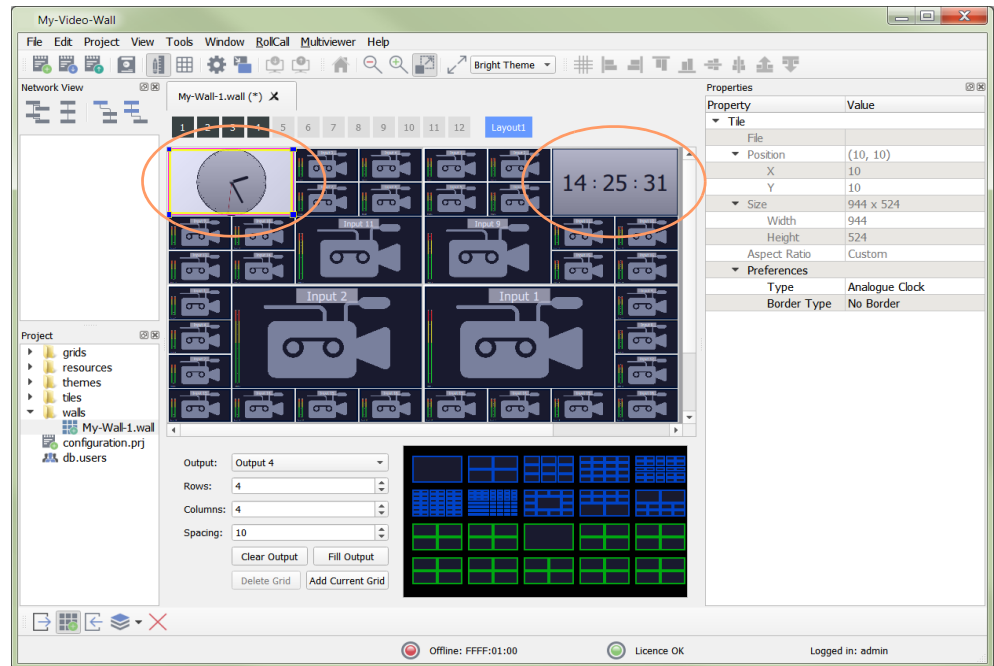 My-Video-Wall
File Edit Project View Tools Window RollCall Multiviewer Help
Bright Theme
Network View
My-Wall-1.wall (*)
1 2 3 4 5 6 7 8 9 10 11 12 Layout1
14:25:31
Input 11 Input 9
Input 2 Input 1
Project
grids
resources
themes
tiles
walls
My-Wall-1.wall
configuration.prj
db.users
Output: Output 4
Rows: 4
Columns: 4
Spacing: 10
Clear Output Fill Output
Delete Grid Add Current Grid
Properties
Property Value
Tile
File
Position (10, 10)
X 10
Y 10
Size 944 x 524
Width 944
Height 524
Aspect Ratio Custom
Preferences
Type Analogue Clock
Border Type No Border
Offline: FFFF:01:00 Licence OK Logged in: admin